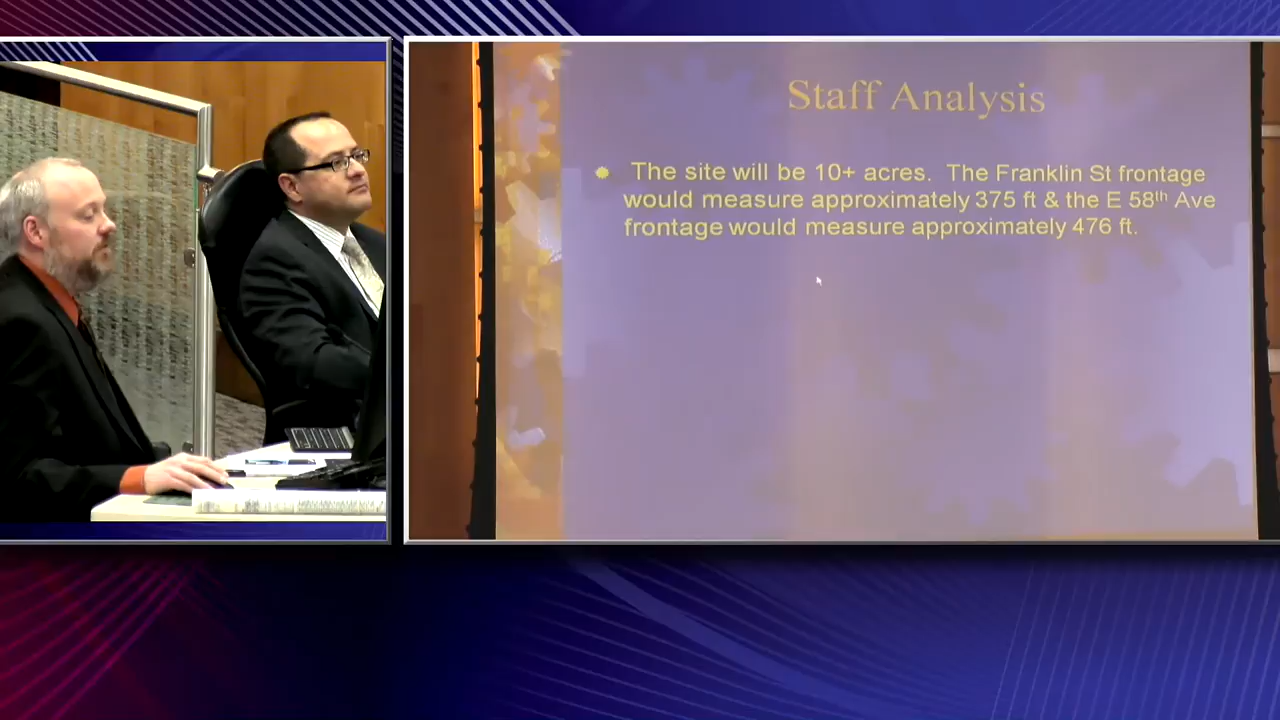 Staff Analysis
The site will be 10+ acres. The Franklin St frontage
would measure approximately 375 ft & the E 58th Ave
frontage would measure approximately 476 ft.